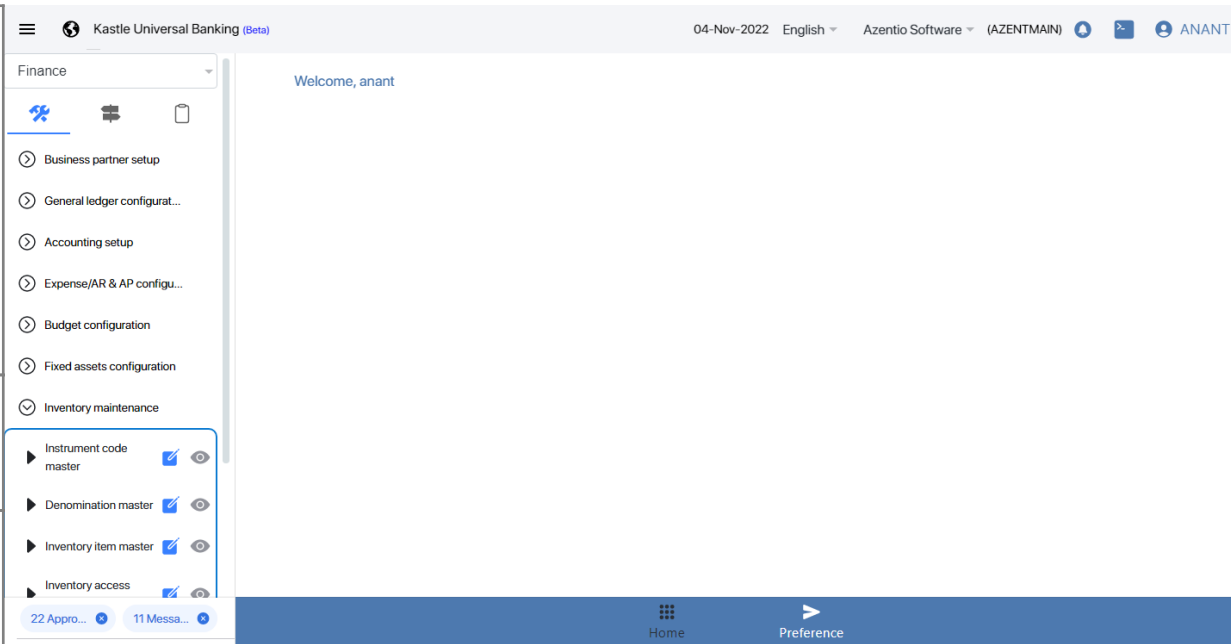 Kastle Universal Banking (Beta)
04-Nov-2022 English Azentio Software (AZENTMAIN) ANANT
Finance
Welcome, anant
Business partner setup
General ledger configurat...
Accounting setup
Expense/AR & AP configu...
Budget configuration
Fixed assets configuration
Inventory maintenance
Instrument code
master
Denomination master
Inventory item master
Inventory access
22 Appro... 11 Messa...
Home Preference